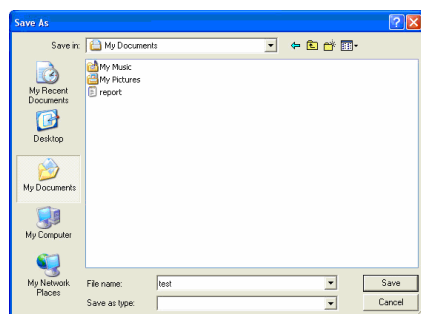 Save As
Save in: My Documents
My Music
My Pictures
report
My Recent
Documents
Desktop
My Documents
My Computer
My Network
Places
File name: test Save
Save as type: Cancel